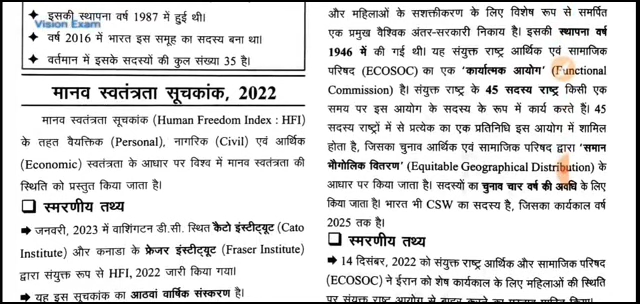 ✦ इसकी स्थापना वर्ष 1987 में हुई थी।
Vision Exam
✦ वर्ष 2016 में भारत इस समूह का सदस्य बना था।
✦ वर्तमान में इसके सदस्यों की कुल संख्या 35 है।
मानव स्वतंत्रता सूचकांक, 2022
मानव स्वतंत्रता सूचकांक (Human Freedom Index : HFI)
के तहत वैयक्तिक (Personal), नागरिक (Civil) एवं आर्थिक
(Economic) स्वतंत्रता के आधार पर विश्व में मानव स्वतंत्रता की
स्थिति को प्रस्तुत किया जाता है।
❑ स्मरणीय तथ्य
➔ जनवरी, 2023 में वाशिंगटन डी.सी. स्थित कैटो इंस्टीट्यूट (Cato
Institute) और कनाडा के फ्रेजर इंस्टीट्यूट (Fraser Institute)
द्वारा संयुक्त रूप से HFI, 2022 जारी किया गया।
➔ यह इस सूचकांक का आठवां वार्षिक संस्करण है।
और महिलाओं के सशक्तीकरण के लिए विशेष रूप से समर्पित
एक प्रमुख वैश्विक अंतर-सरकारी निकाय है। इसकी स्थापना वर्ष
1946 में की गई थी। यह संयुक्त राष्ट्र आर्थिक एवं सामाजिक
परिषद (ECOSOC) का एक ‘कार्यात्मक आयोग’ (Functional
Commission) है। संयुक्त राष्ट्र के 45 सदस्य राष्ट्र किसी एक
समय पर इस आयोग के सदस्य के रूप में कार्य करते हैं। 45
सदस्य राष्ट्रों में से प्रत्येक का एक प्रतिनिधि इस आयोग में शामिल
होता है, जिसका चुनाव आर्थिक एवं सामाजिक परिषद द्वारा ‘समान
भौगोलिक वितरण’ (Equitable Geographical Distribution) के
आधार पर किया जाता है। सदस्यों का चुनाव चार वर्ष की अवधि के लिए
किया जाता है। भारत भी CSW का सदस्य है, जिसका कार्यकाल वर्ष
2025 तक है।
❑ स्मरणीय तथ्य
➔ 14 दिसंबर, 2022 को संयुक्त राष्ट्र आर्थिक और सामाजिक परिषद
(ECOSOC) ने ईरान को शेष कार्यकाल के लिए महिलाओं की स्थिति
पर संयुक्त राष्ट्र आयोग से बाहर करने का प्रस्ताव पारित किया।